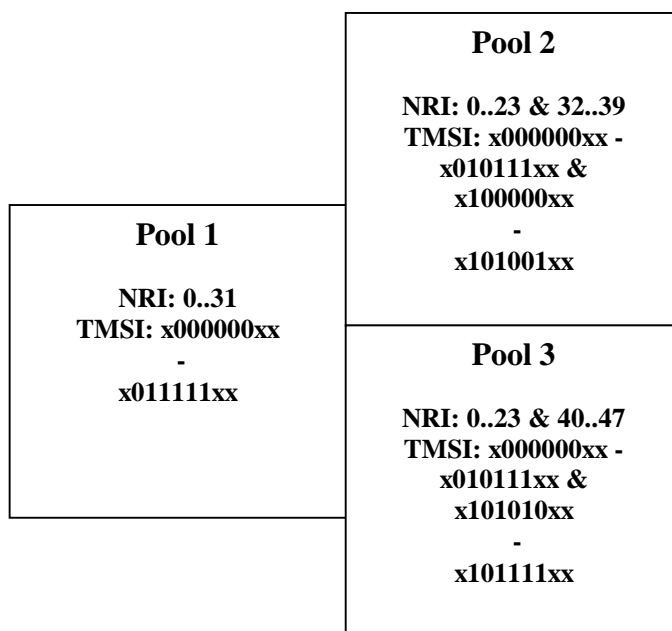 Pool 2
NRI: 0..23 & 32..39
TMSI: x000000xx -
x010111xx &
x100000xx
-
x101001xx
Pool 1
NRI: 0..31
TMSI: x000000xx
-
x011111xx
Pool 3
NRI: 0..23 & 40..47
TMSI: x000000xx -
x010111xx &
x101010xx
-
x101111xx